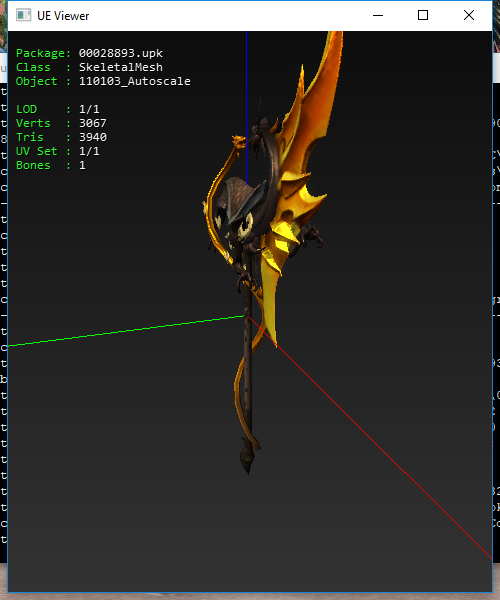 UE Viewer
Package: 00028893.upk
Class  : SkeletalMesh
Object : 110103_Autoscale
LOD    : 1/1
Verts  : 3067
Tris   : 3940
UV Set : 1/1
Bones  : 1